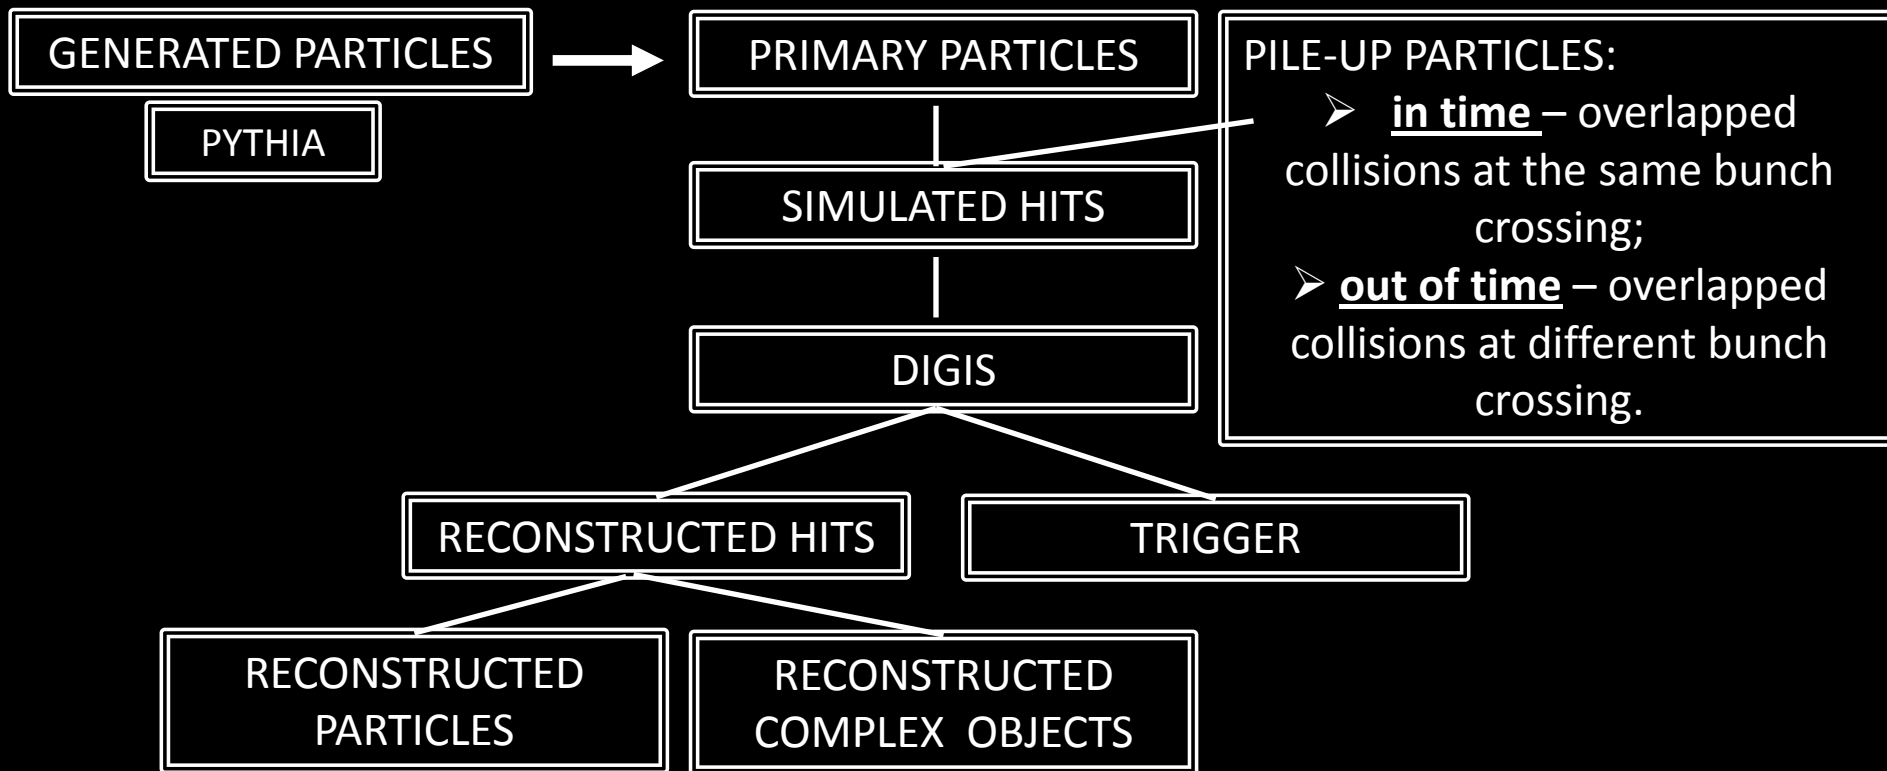 GENERATED PARTICLES
PYTHIA
PRIMARY PARTICLES
SIMULATED HITS
PILE-UP PARTICLES:
➢ in time – overlapped
collisions at the same bunch
crossing;
➢ out of time – overlapped
collisions at different bunch
crossing.
DIGIS
RECONSTRUCTED HITS
TRIGGER
RECONSTRUCTED
PARTICLES
RECONSTRUCTED
COMPLEX OBJECTS